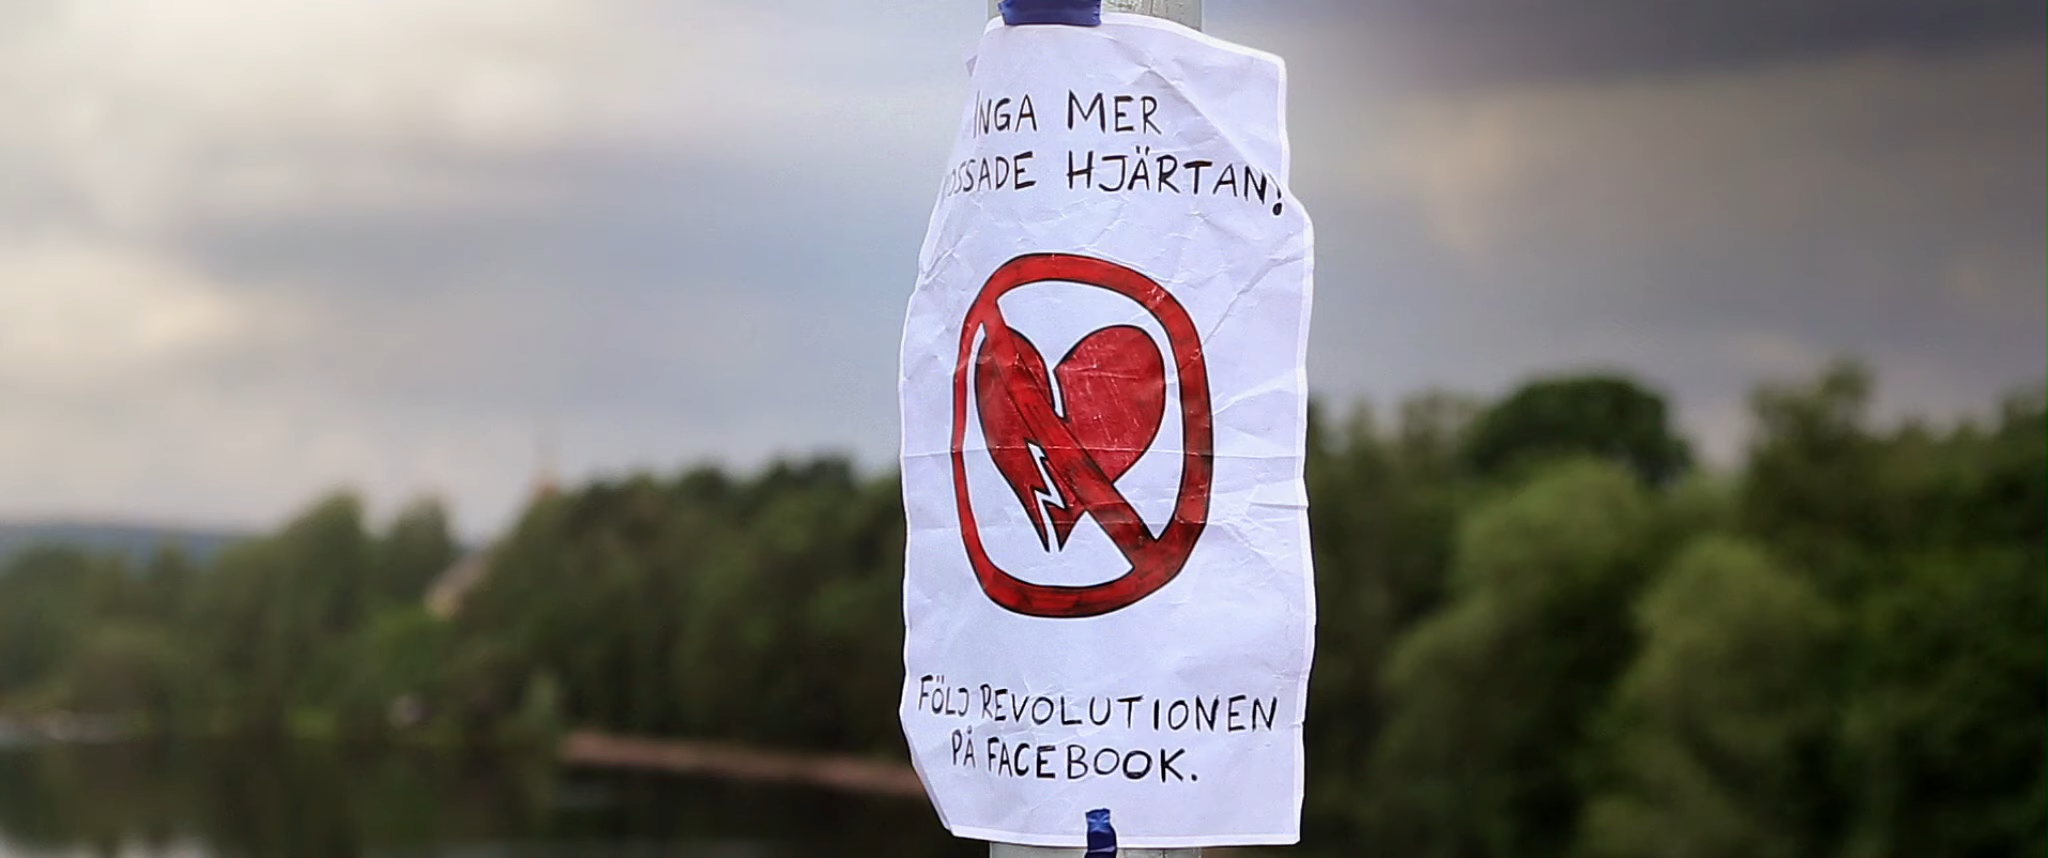 INGA MER
HJÄRTAN!
FÖLJ REVOLUTIONEN
PÅ FACEBOOK.